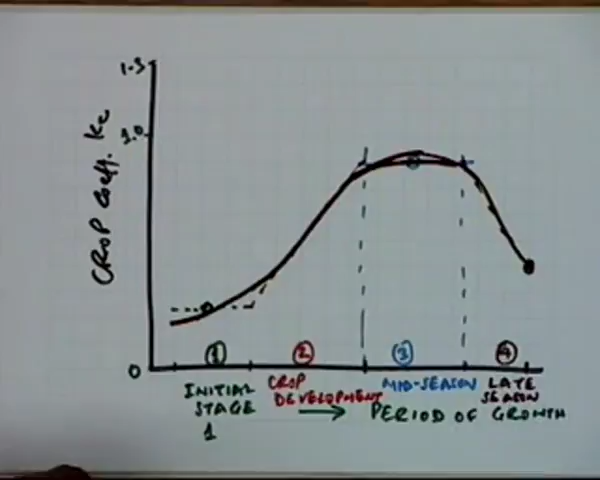 1.5
1.0
CROP Coeff. Kc
0
1 2 3 4
INITIAL STAGE
1
CROP DEVELOPMENT
MID-SEASON
LATE SEASON
PERIOD OF GROWTH